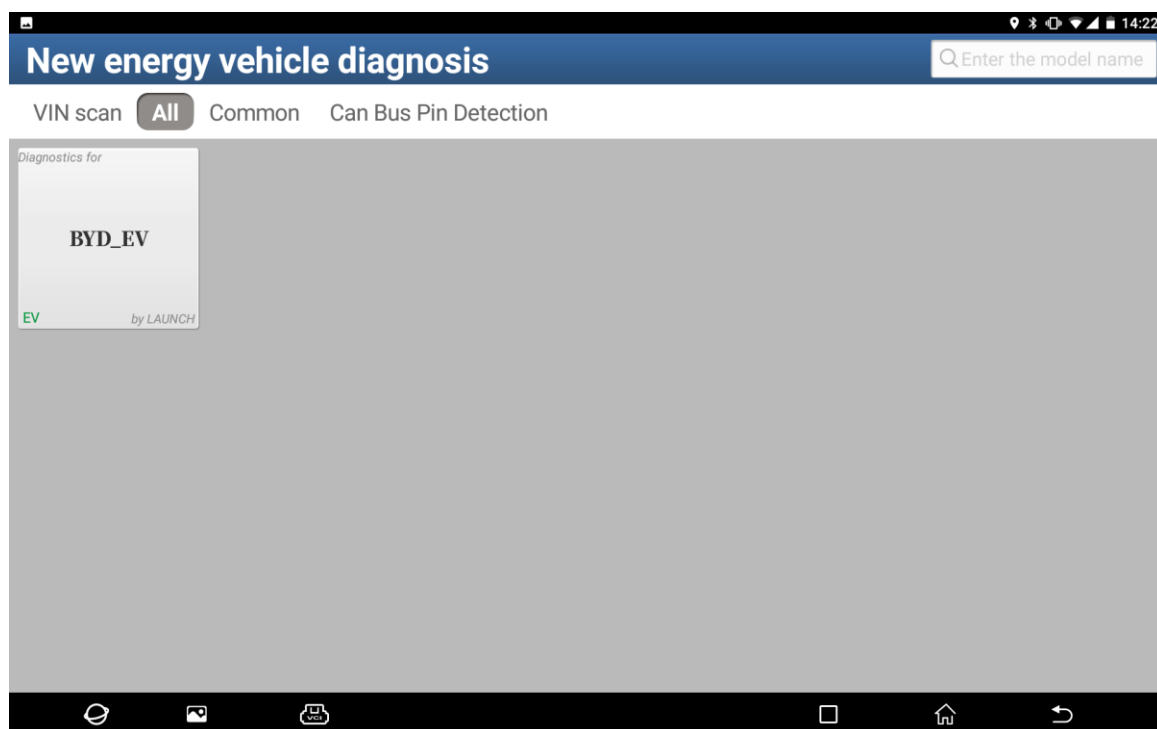 14:22
New energy vehicle diagnosis
Enter the model name
VIN scan All Common Can Bus Pin Detection
Diagnostics for
BYD_EV
EV by LAUNCH
VCI